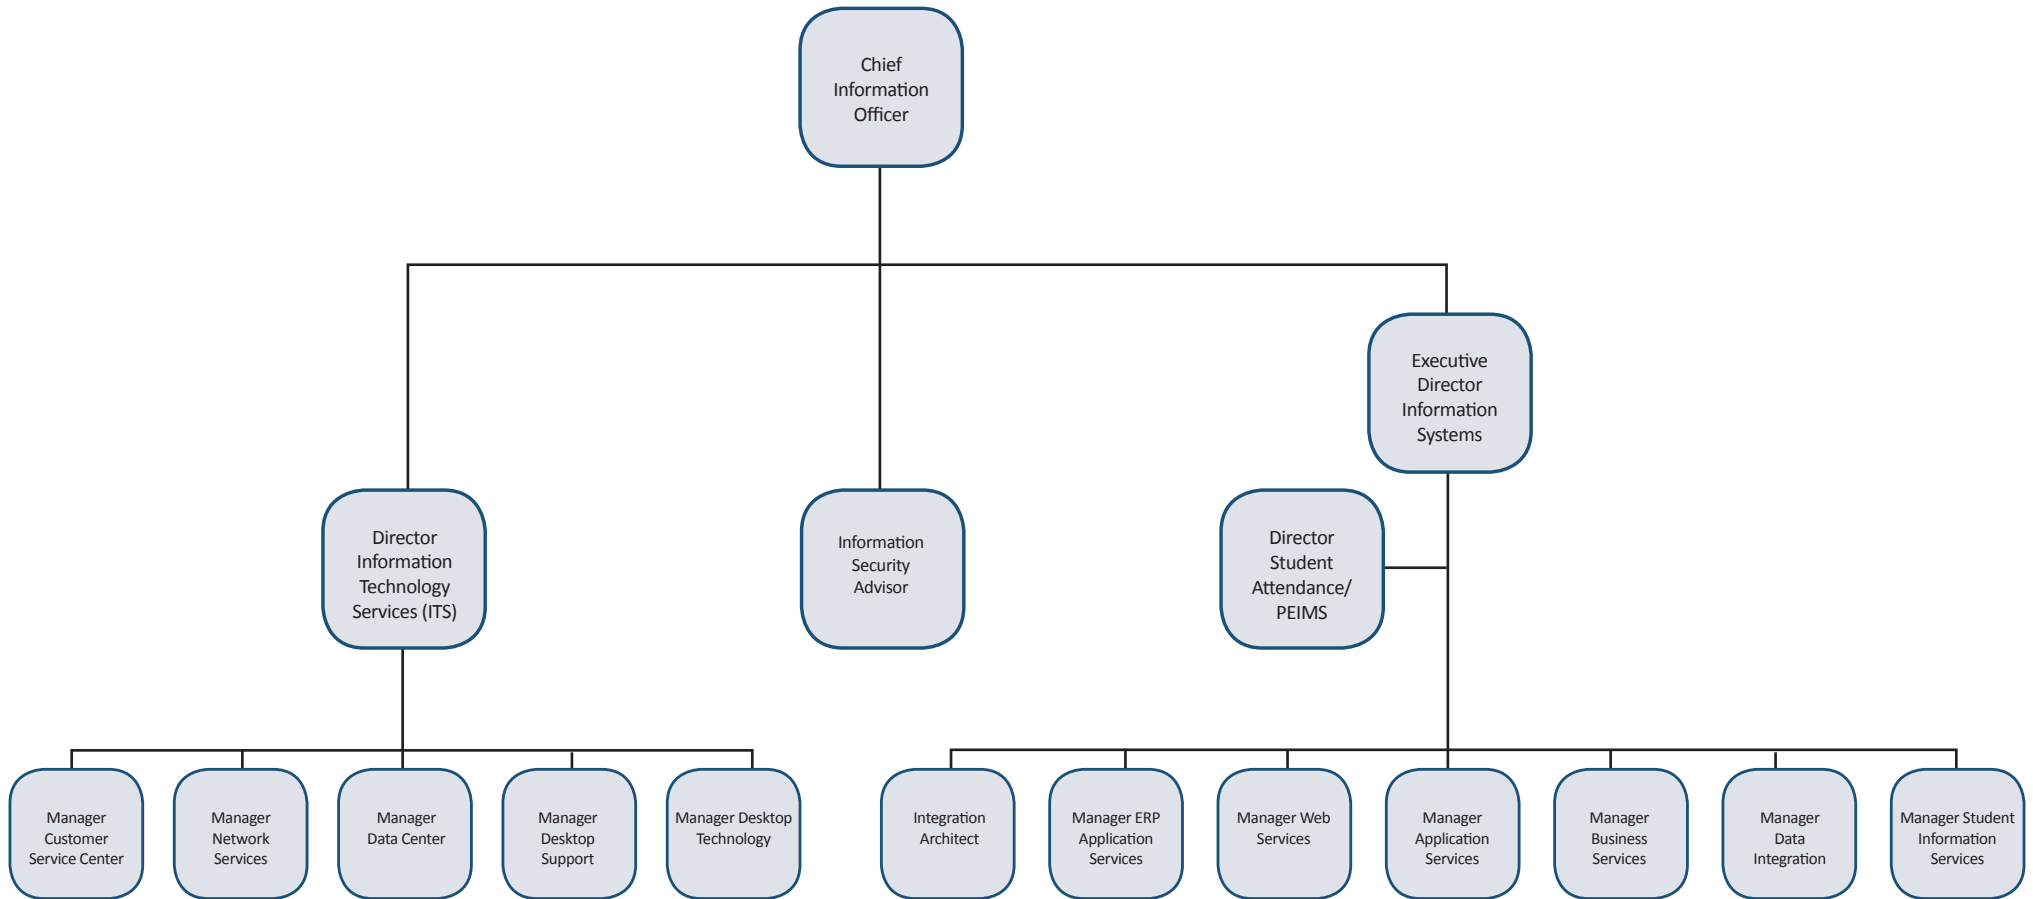 Chief
Information
Officer
Executive
Director
Information
Systems
Director
Information
Technology
Services (ITS)
Information
Security
Advisor
Director
Student
Attendance/
PEIMS
Manager
Customer
Service Center
Manager
Network
Services
Manager
Data Center
Manager
Desktop
Support
Manager Desktop
Technology
Integration
Architect
Manager ERP
Application
Services
Manager Web
Services
Manager
Application
Services
Manager
Business
Services
Manager
Data
Integration
Manager Student
Information
Services